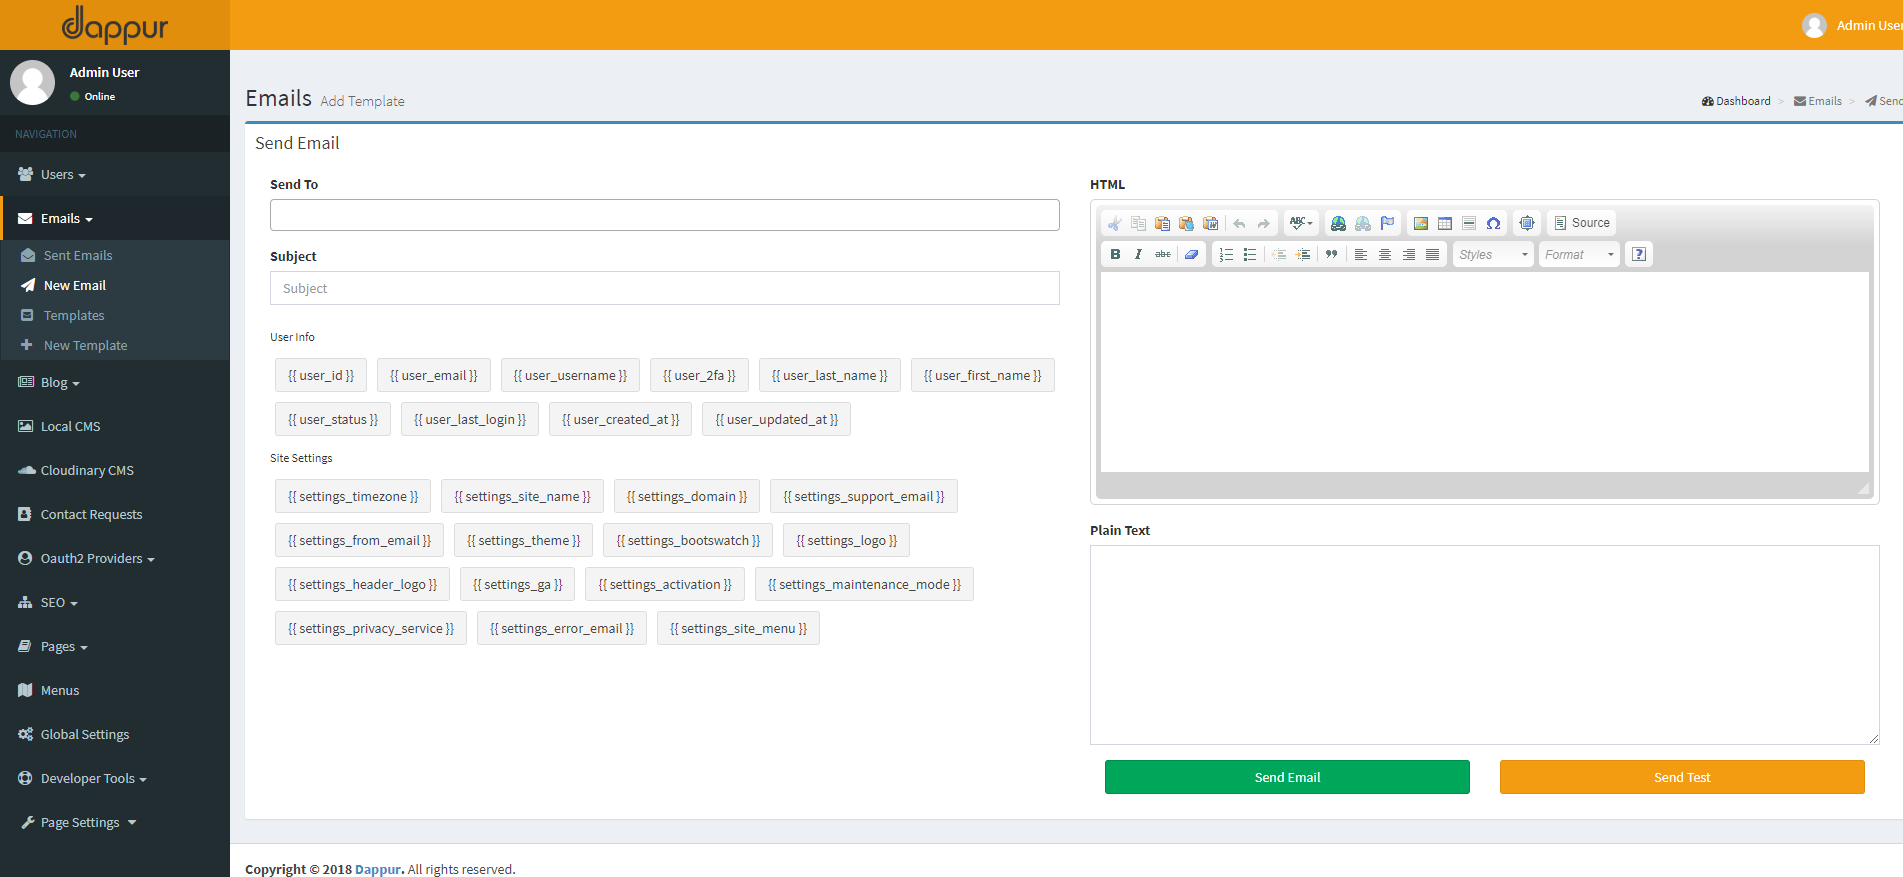 dappur
Admin User
Admin User
Online
NAVIGATION
Users
Emails
Sent Emails
New Email
Templates
New Template
Blog
Local CMS
Cloudinary CMS
Contact Requests
Oauth2 Providers
SEO
Pages
Menus
Global Settings
Developer Tools
Page Settings
Emails Add Template
Dashboard > Emails > Send
Send Email
Send To
Subject
Subject
User Info
{{ user_id }} {{ user_email }} {{ user_username }} {{ user_2fa }} {{ user_last_name }} {{ user_first_name }}
{{ user_status }} {{ user_last_login }} {{ user_created_at }} {{ user_updated_at }}
Site Settings
{{ settings_timezone }} {{ settings_site_name }} {{ settings_domain }} {{ settings_support_email }}
{{ settings_from_email }} {{ settings_theme }} {{ settings_bootswatch }} {{ settings_logo }}
{{ settings_header_logo }} {{ settings_ga }} {{ settings_activation }} {{ settings_maintenance_mode }}
{{ settings_privacy_service }} {{ settings_error_email }} {{ settings_site_menu }}
HTML
ABC Ω Source
B I abc Styles Format ?
Plain Text
Send Email Send Test
Copyright © 2018 Dappur. All rights reserved.